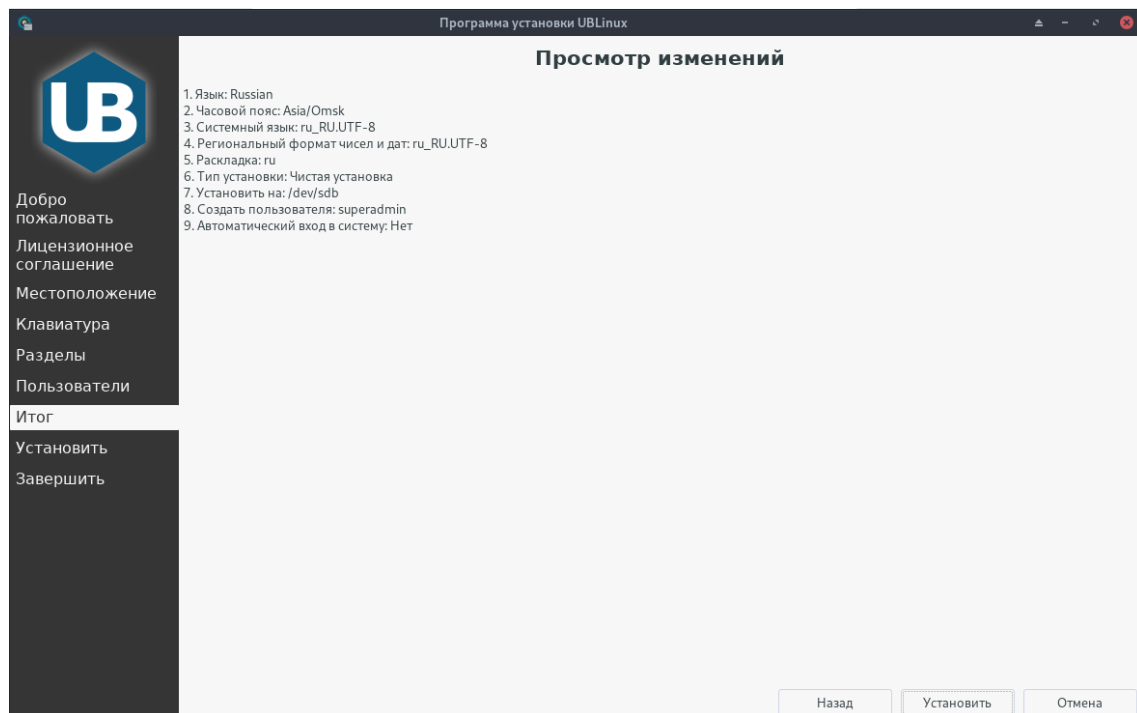 Программа установки UBLinux
UB
Добро
пожаловать
Лицензионное
соглашение
Местоположение
Клавиатура
Разделы
Пользователи
Итог
Установить
Завершить
Просмотр изменений
1. Язык: Russian
2. Часовой пояс: Asia/Omsk
3. Системный язык: ru_RU.UTF-8
4. Региональный формат чисел и дат: ru_RU.UTF-8
5. Раскладка: ru
6. Тип установки: Чистая установка
7. Установить на: /dev/sdb
8. Создать пользователя: superadmin
9. Автоматический вход в систему: Нет
Назад
Установить
Отмена